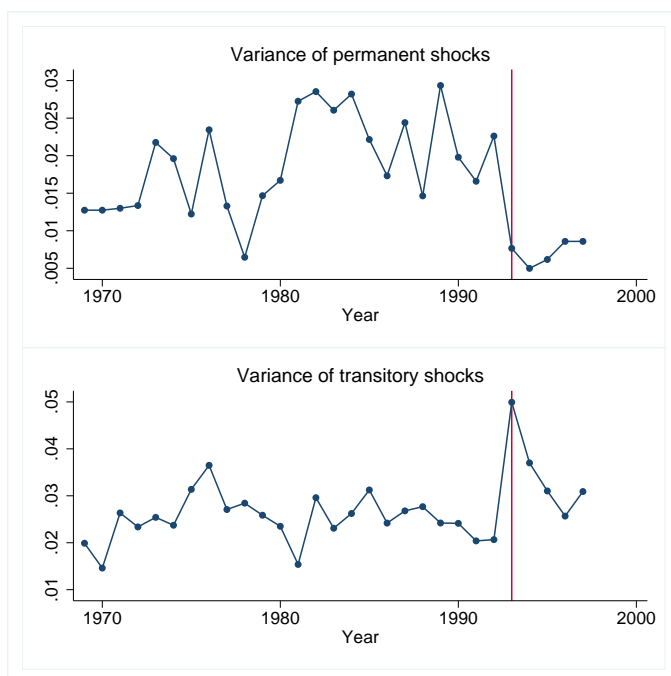 Variance of permanent shocks
.03
.025
.02
.015
.01
.005
1970 1980 1990 2000
Year
Variance of transitory shocks
.05
.04
.03
.02
.01
1970 1980 1990 2000
Year